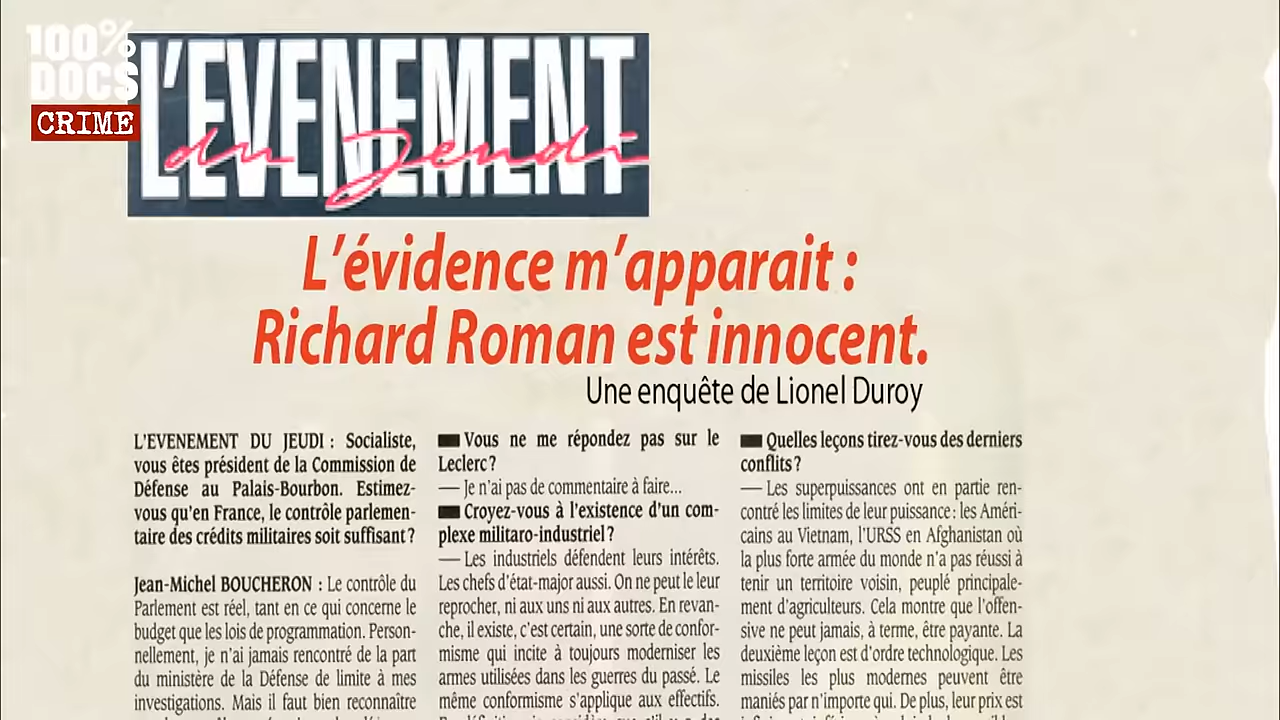 100%
DOCS
CRIME
L'EVENEMENT
du Jeudi
L'évidence m'apparait :
Richard Roman est innocent.
Une enquête de Lionel Duroy
L'EVENEMENT DU JEUDI : Socialiste,
vous êtes président de la Commission de
Défense au Palais-Bourbon. Estimez-
vous qu'en France, le contrôle parlemen-
taire des crédits militaires soit suffisant ?
Jean-Michel BOUCHERON : Le contrôle du
Parlement est réel, tant en ce qui concerne le
budget que les lois de programmation. Person-
nellement, je n'ai jamais rencontré de la part
du ministère de la Défense de limite à mes
investigations. Mais il faut bien reconnaître
Vous ne me répondez pas sur le
Leclerc ?
— Je n'ai pas de commentaire à faire...
Croyez-vous à l'existence d'un com-
plexe militaro-industriel ?
— Les industriels défendent leurs intérêts.
Les chefs d'état-major aussi. On ne peut le leur
reprocher, ni aux uns ni aux autres. En revan-
che, il existe, c'est certain, une sorte de confor-
misme qui incite à toujours moderniser les
armes utilisées dans les guerres du passé. Le
même conformisme s'applique aux effectifs.
Quelles leçons tirez-vous des derniers
conflits ?
— Les superpuissances ont en partie ren-
contré les limites de leur puissance : les Améri-
cains au Vietnam, l'URSS en Afghanistan où
la plus forte armée du monde n'a pas réussi à
tenir un territoire voisin, peuplé principale-
ment d'agriculteurs. Cela montre que l'offen-
sive ne peut jamais, à terme, être payante. La
deuxième leçon est d'ordre technologique. Les
missiles les plus modernes peuvent être
maniés par n'importe qui. De plus, leur prix est